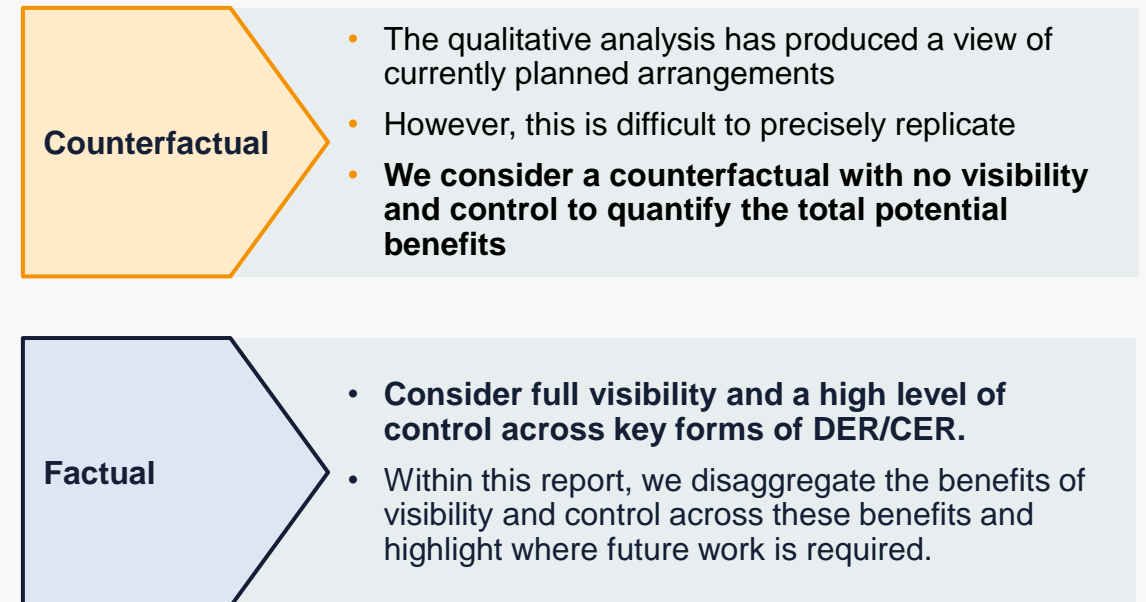 Counterfactual
• The qualitative analysis has produced a view of
currently planned arrangements
• However, this is difficult to precisely replicate
• We consider a counterfactual with no visibility
and control to quantify the total potential
benefits
Factual
• Consider full visibility and a high level of
control across key forms of DER/CER.
• Within this report, we disaggregate the benefits of
visibility and control across these benefits and
highlight where future work is required.